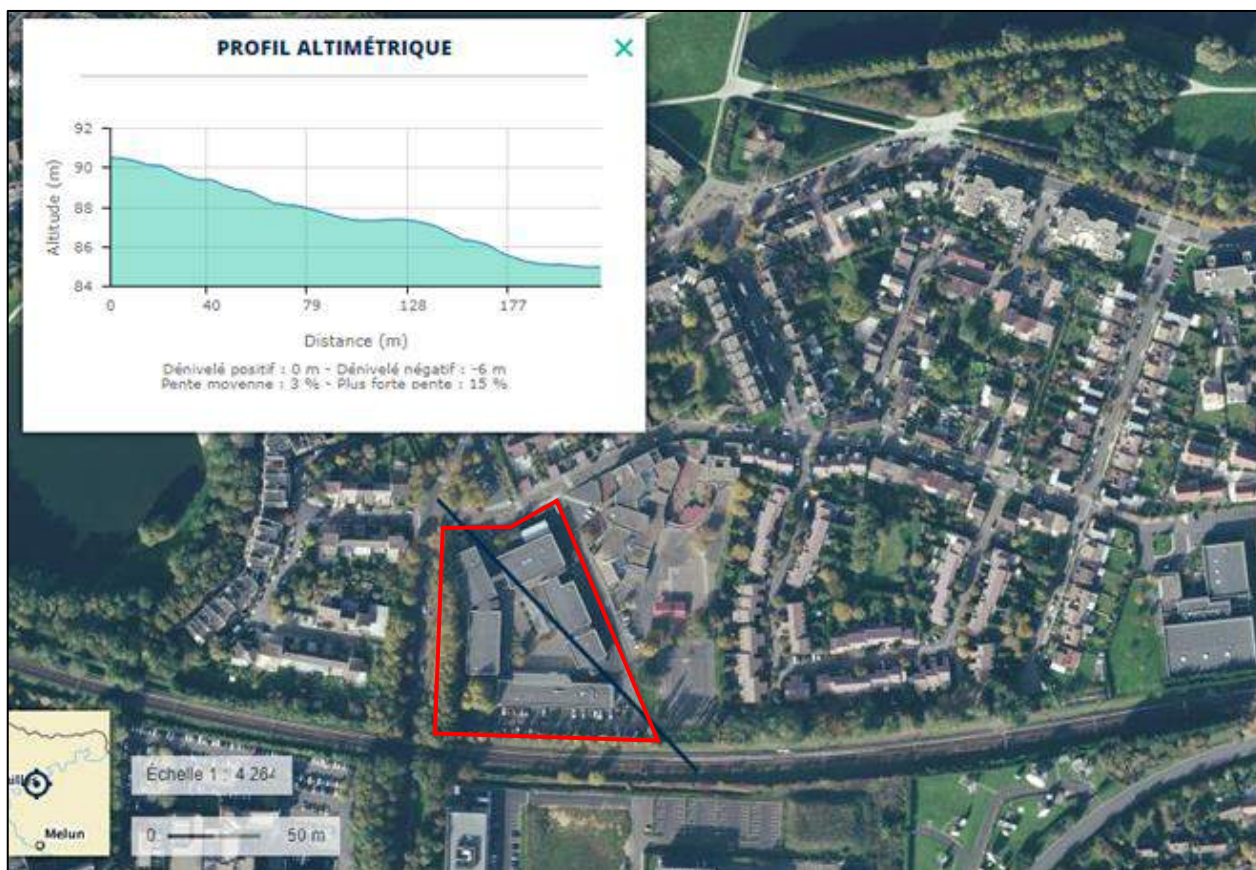 PROFIL ALTIMÉTRIQUE
92
90
88
86
84
Altitude (m)
0 40 79 128 177
Distance (m)
Dénivelé positif : 0 m - Dénivelé négatif : -6 m
Pente moyenne : 3 % - Plus forte pente : 15 %
Melun
Échelle 1 : 4 264
0 50 m